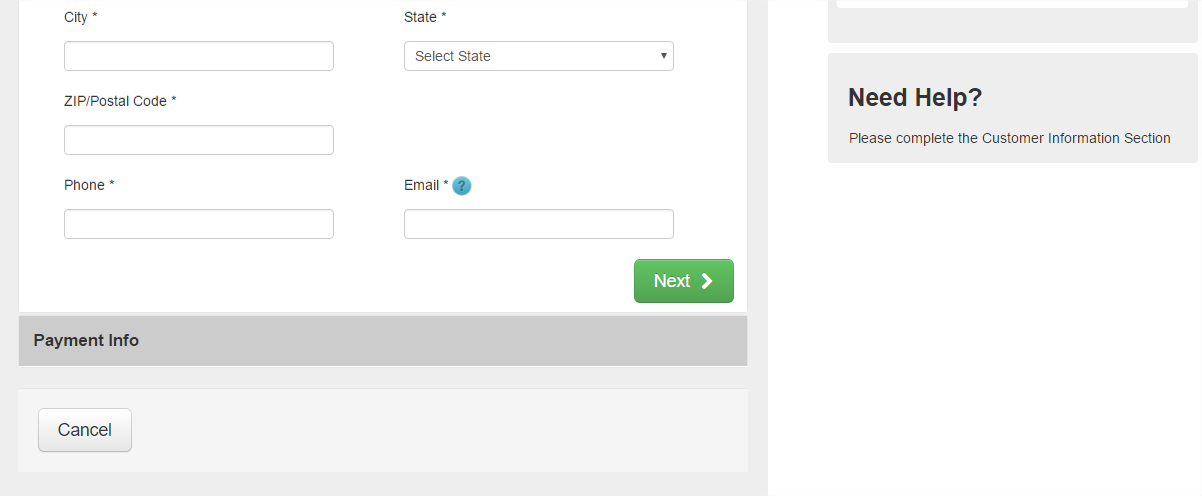 City *
State *
Select State
ZIP/Postal Code *
Phone *
Email * ?
Next
Payment Info
Cancel
Need Help?
Please complete the Customer Information Section